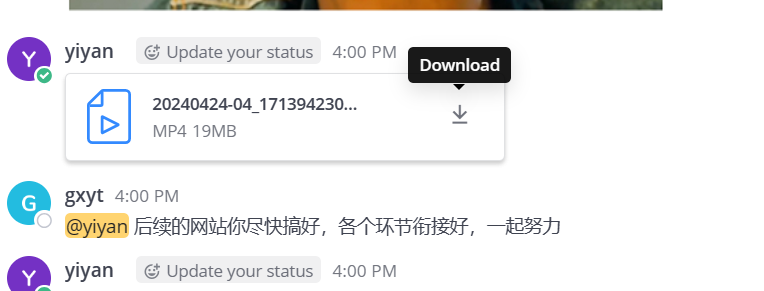 Y
yiyan Update your status 4:00 PM
Download
20240424-04_171394230...
MP4 19MB
G
gxyt 4:00 PM
@yiyan 后续的网站你尽快搞好，各个环节衔接好，一起努力
Y
yiyan Update your status 4:00 PM